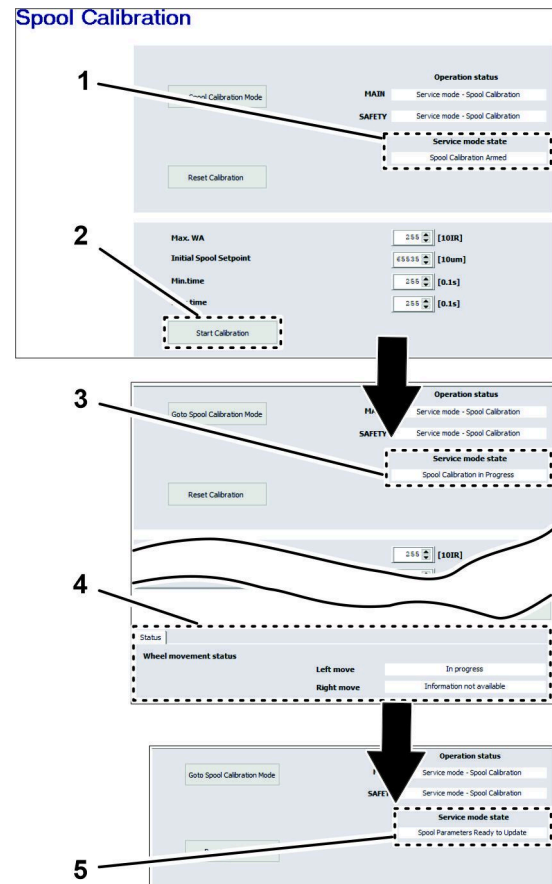 Spool Calibration
1
Operation status
Spool Calibration Mode
MAIN
Service mode - Spool Calibration
SAFETY
Service mode - Spool Calibration
Service mode state
Spool Calibration Armed
Reset Calibration
2
Max. WA
255 [10IR]
Initial Spool Setpoint
65535 [10um]
Min.time
255 [0.1s]
time
255 [0.1s]
Start Calibration
3
Operation status
Goto Spool Calibration Mode
Service mode - Spool Calibration
SAFETY
Service mode - Spool Calibration
Service mode state
Spool Calibration in Progress
Reset Calibration
255 [10IR]
4
Status
Wheel movement status
Left move
In progress
Right move
Information not available
Operation status
Goto Spool Calibration Mode
Service mode - Spool Calibration
Service mode - Spool Calibration
Service mode state
Spool Parameters Ready to Update
5